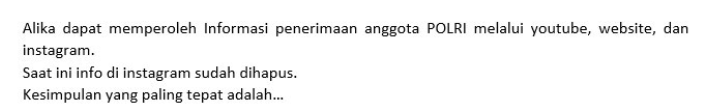 Alika dapat memperoleh Informasi penerimaan anggota POLRI melalui youtube, website, dan
instagram.
Saat ini info di instagram sudah dihapus.
Kesimpulan yang paling tepat adalah...